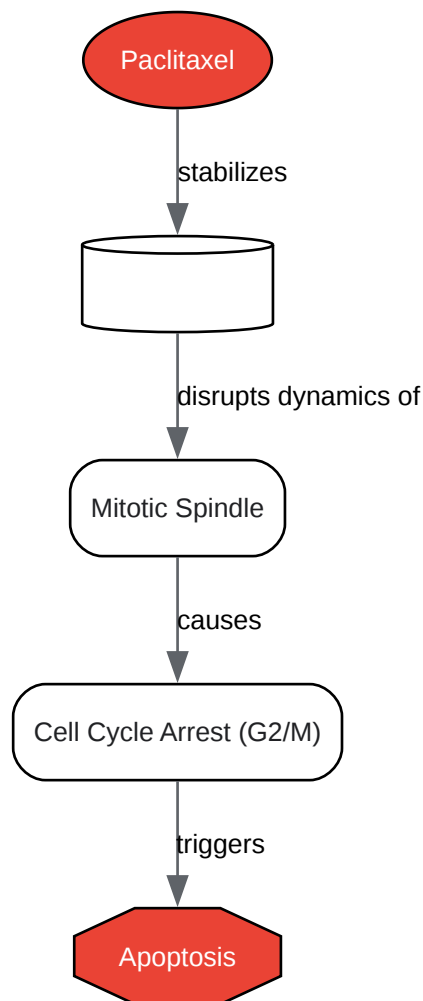 Paclitaxel
stabilizes
disrupts dynamics of
Mitotic Spindle
causes
Cell Cycle Arrest (G2/M)
triggers
Apoptosis